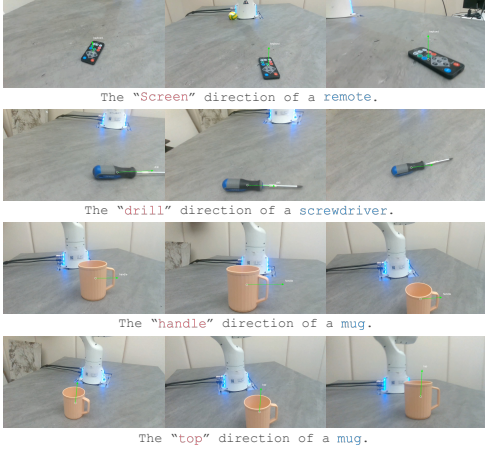 The “Screen” direction of a remote.
The “drill” direction of a screwdriver.
The “handle” direction of a mug.
The “top” direction of a mug.